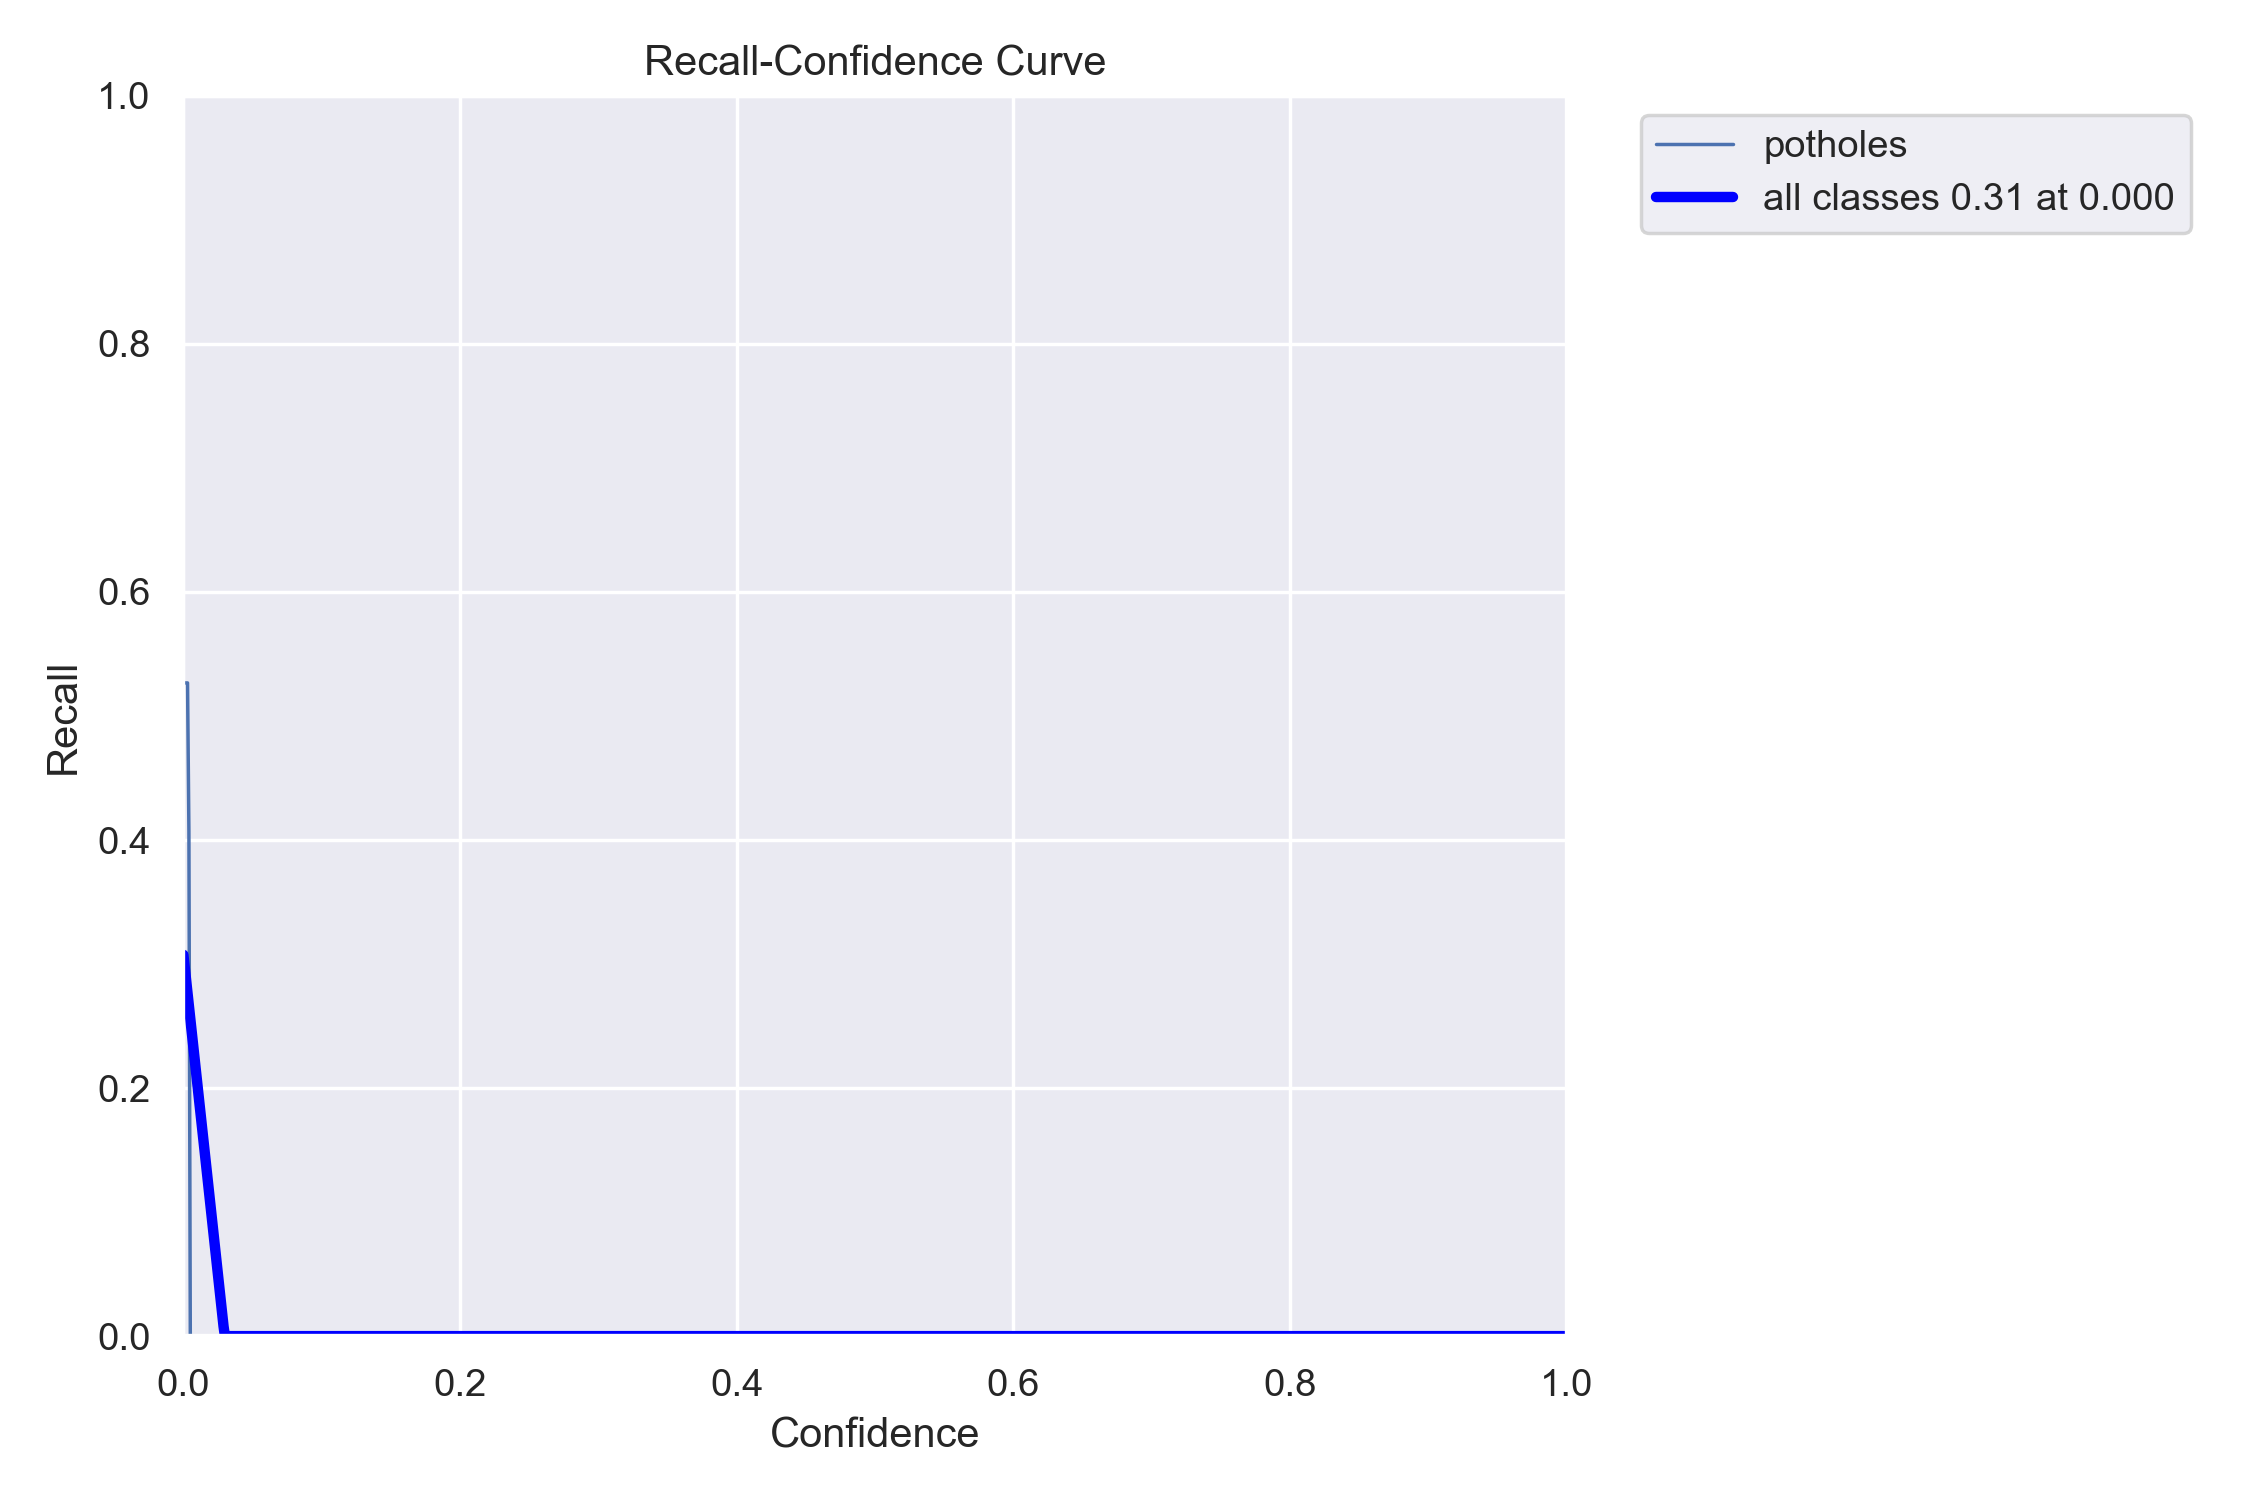 Recall-Confidence Curve
1.0
0.8
0.6
0.4
0.2
0.0
Recall
0.0 0.2 0.4 0.6 0.8 1.0
Confidence
potholes
all classes 0.31 at 0.000